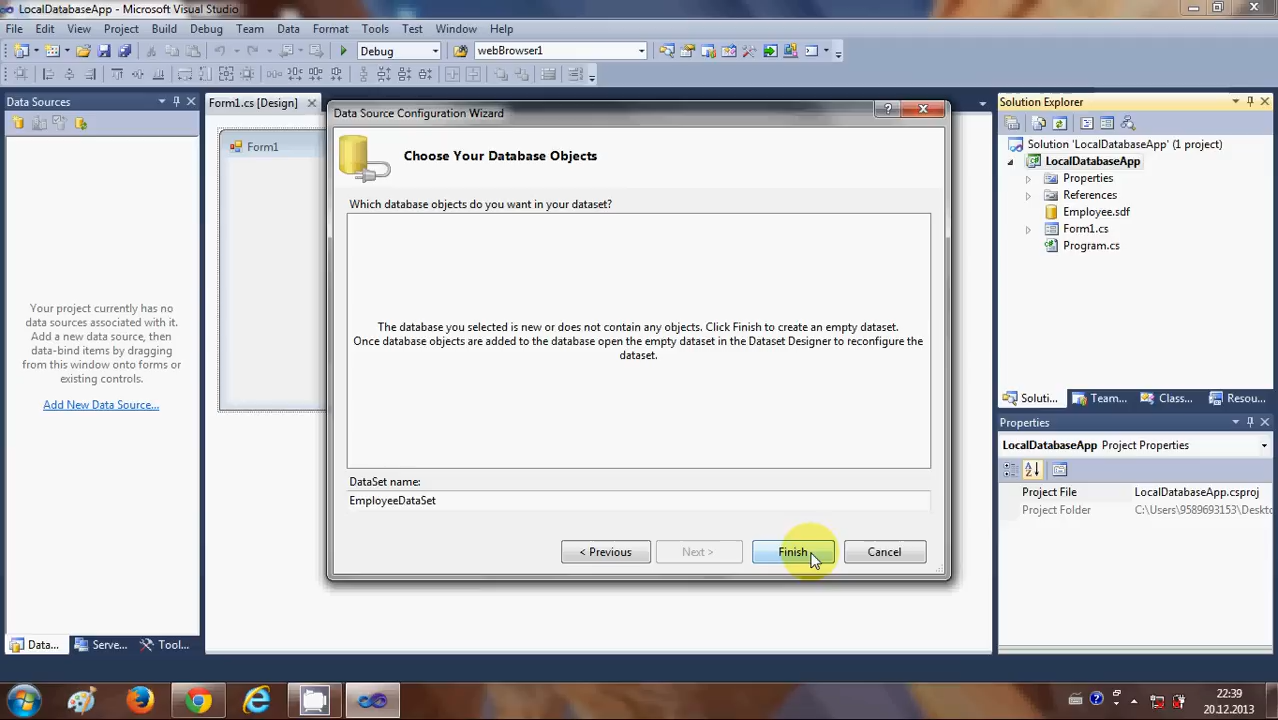 LocalDatabaseApp - Microsoft Visual Studio
File Edit View Project Build Debug Team Data Format Tools Test Window Help
Debug webBrowser1
Data Sources
Form1.cs [Design]
Form1
Your project currently has no
data sources associated with it.
Add a new data source, then
data-bind items by dragging
from this window onto forms or
existing controls.
Add New Data Source...
Data...
Serve...
Tool...
Data Source Configuration Wizard
Choose Your Database Objects
Which database objects do you want in your dataset?
The database you selected is new or does not contain any objects. Click Finish to create an empty dataset.
Once database objects are added to the database open the empty dataset in the Dataset Designer to reconfigure the
dataset.
DataSet name:
EmployeeDataSet
< Previous
Next >
Finish
Cancel
Solution Explorer
Solution 'LocalDatabaseApp' (1 project)
LocalDatabaseApp
Properties
References
Employee.sdf
Form1.cs
Program.cs
Soluti...
Team...
Class...
Resou...
Properties
LocalDatabaseApp Project Properties
Project File LocalDatabaseApp.csproj
Project Folder C:\Users\9589693153\Deskto
22:39
20.12.2013